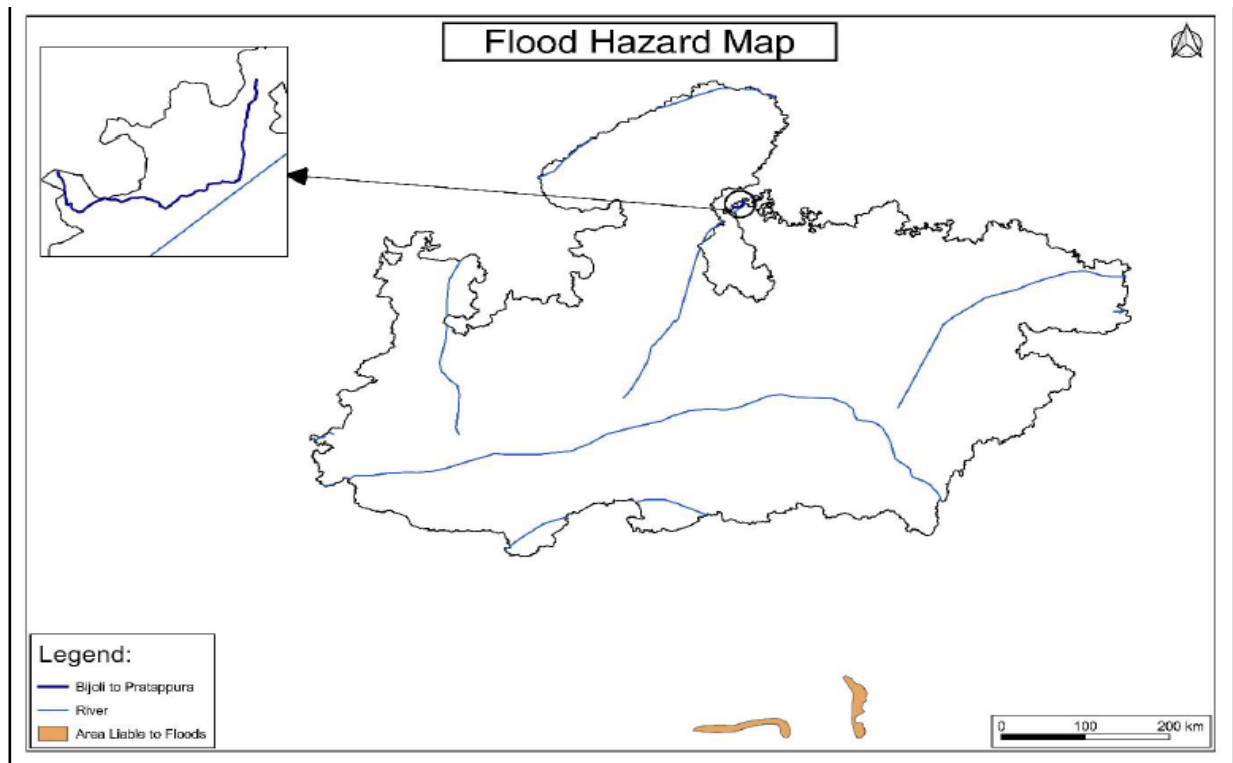 Flood Hazard Map
Legend:
Bijoli to Pratappura
River
Area Liable to Floods
0 100 200 km